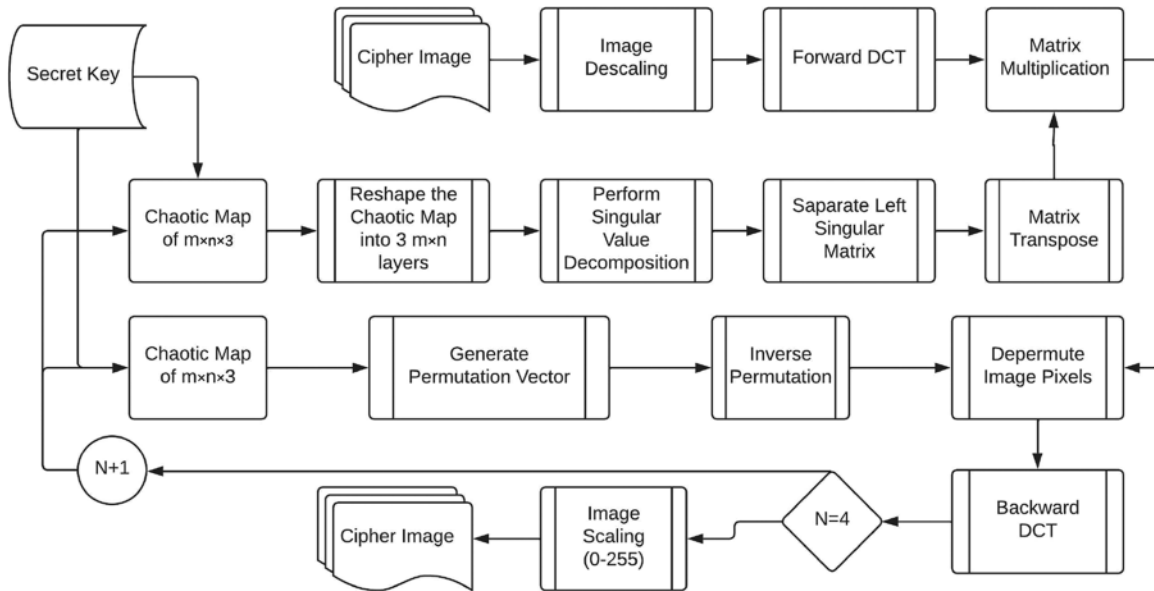 Secret Key
Cipher Image
Image
Descaling
Forward DCT
Matrix
Multiplication
Chaotic Map
of m×n×3
Reshape the
Chaotic Map
into 3 m×n
layers
Perform
Singular
Value
Decomposition
Saparate Left
Singular
Matrix
Matrix
Transpose
Chaotic Map
of m×n×3
Generate
Permutation Vector
Inverse
Permutation
Depermute
Image Pixels
N+1
Cipher Image
Image
Scaling
(0-255)
N=4
Backward
DCT